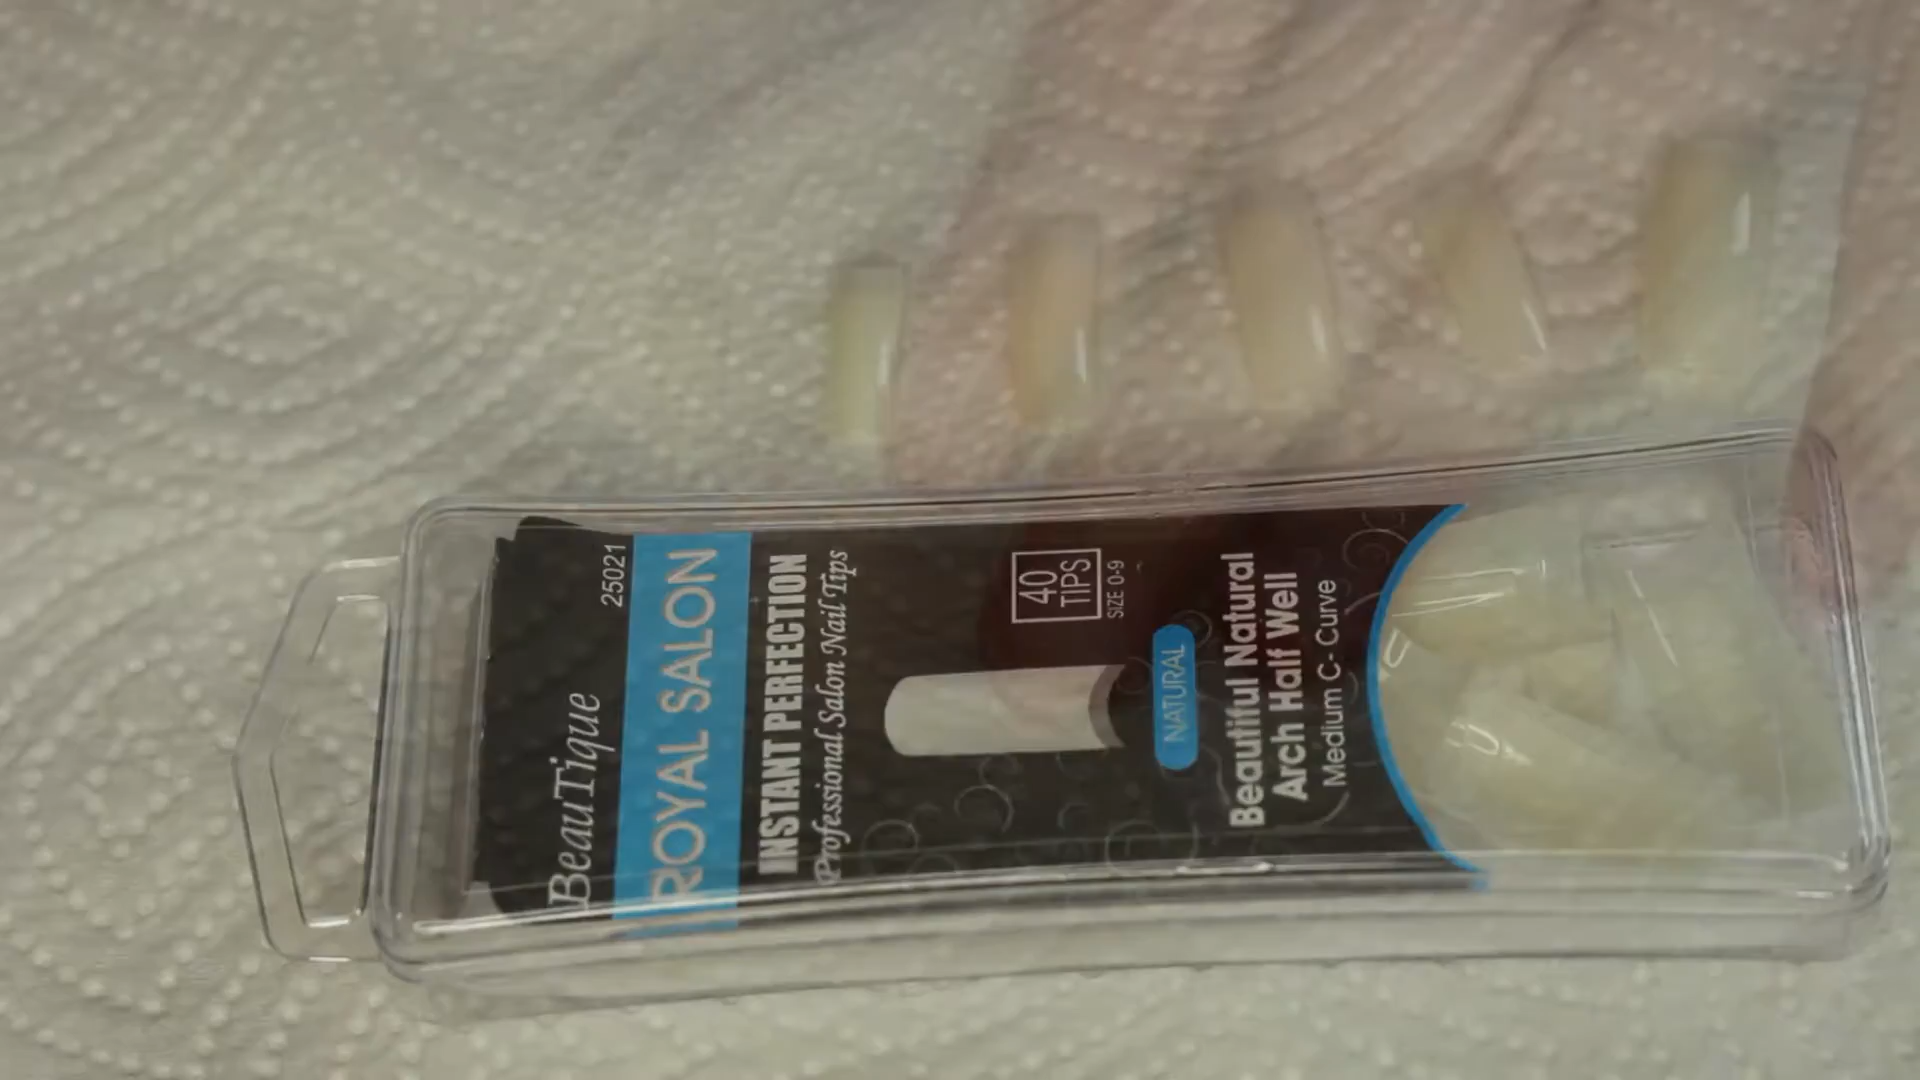 25021
BeauTique
ROYAL SALON
INSTANT PERFECTION
Professional Salon Nail Tips
40
TIPS
SIZE 0-9
NATURAL
Beautiful Natural
Arch Half Well
Medium C- Curve